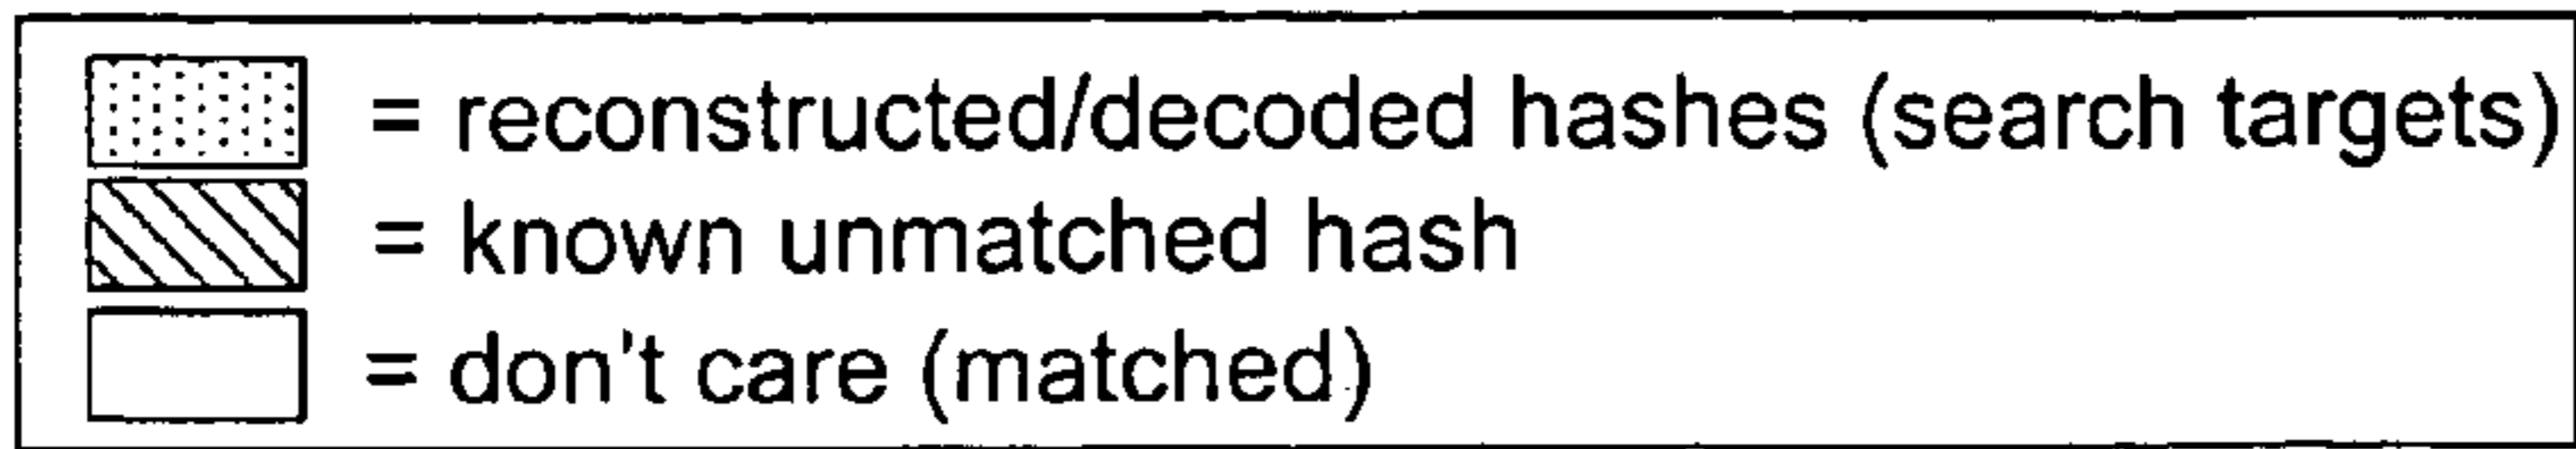 = reconstructed/decoded hashes (search targets)
= known unmatched hash
= don't care (matched)